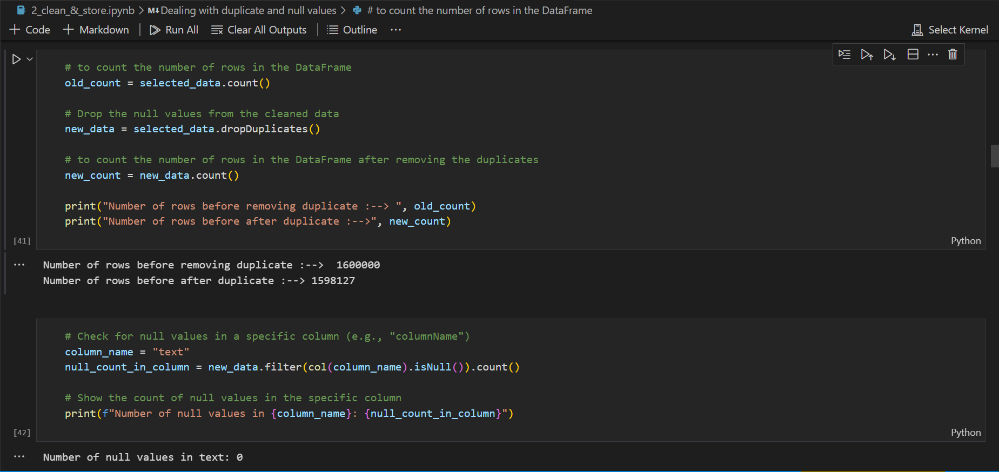 2_clean_&_store.ipynb > M↓Dealing with duplicate and null values > # to count the number of rows in the DataFrame
+ Code + Markdown | Run All Clear All Outputs | Outline ... Select Kernel
# to count the number of rows in the DataFrame
old_count = selected_data.count()
# Drop the null values from the cleaned data
new_data = selected_data.dropDuplicates()
# to count the number of rows in the DataFrame after removing the duplicates
new_count = new_data.count()
print("Number of rows before removing duplicate :--> ", old_count)
print("Number of rows before after duplicate :-->", new_count)
[41] Python
... Number of rows before removing duplicate :-->  1600000
Number of rows before after duplicate :--> 1598127
# Check for null values in a specific column (e.g., "columnName")
column_name = "text"
null_count_in_column = new_data.filter(col(column_name).isNull()).count()
# Show the count of null values in the specific column
print(f"Number of null values in {column_name}: {null_count_in_column}")
[42] Python
... Number of null values in text: 0